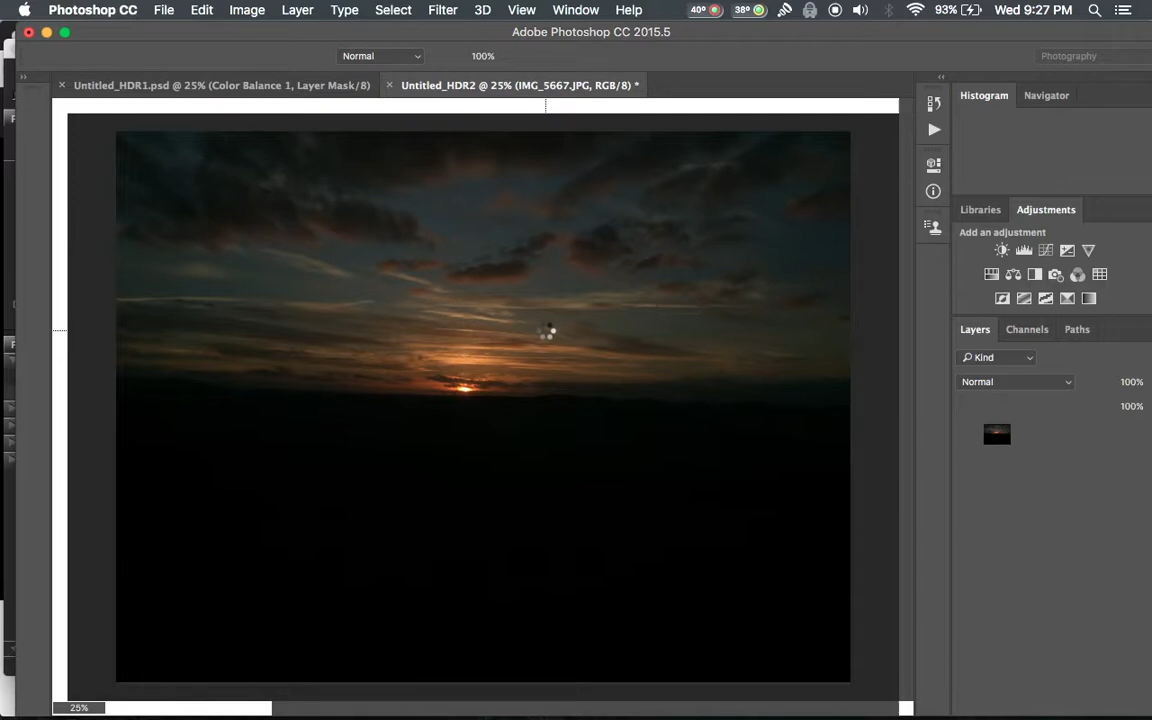 Photoshop CC File Edit Image Layer Type Select Filter 3D View Window Help 40° 38° 93% Wed 9:27 PM
Adobe Photoshop CC 2015.5
Normal 100% Photography
Untitled_HDR1.psd @ 25% (Color Balance 1, Layer Mask/8) Untitled_HDR2 @ 25% (IMG_5667.JPG, RGB/8) *
Histogram Navigator
Libraries Adjustments
Add an adjustment
Layers Channels Paths
Kind
Normal 100%
100%
25%